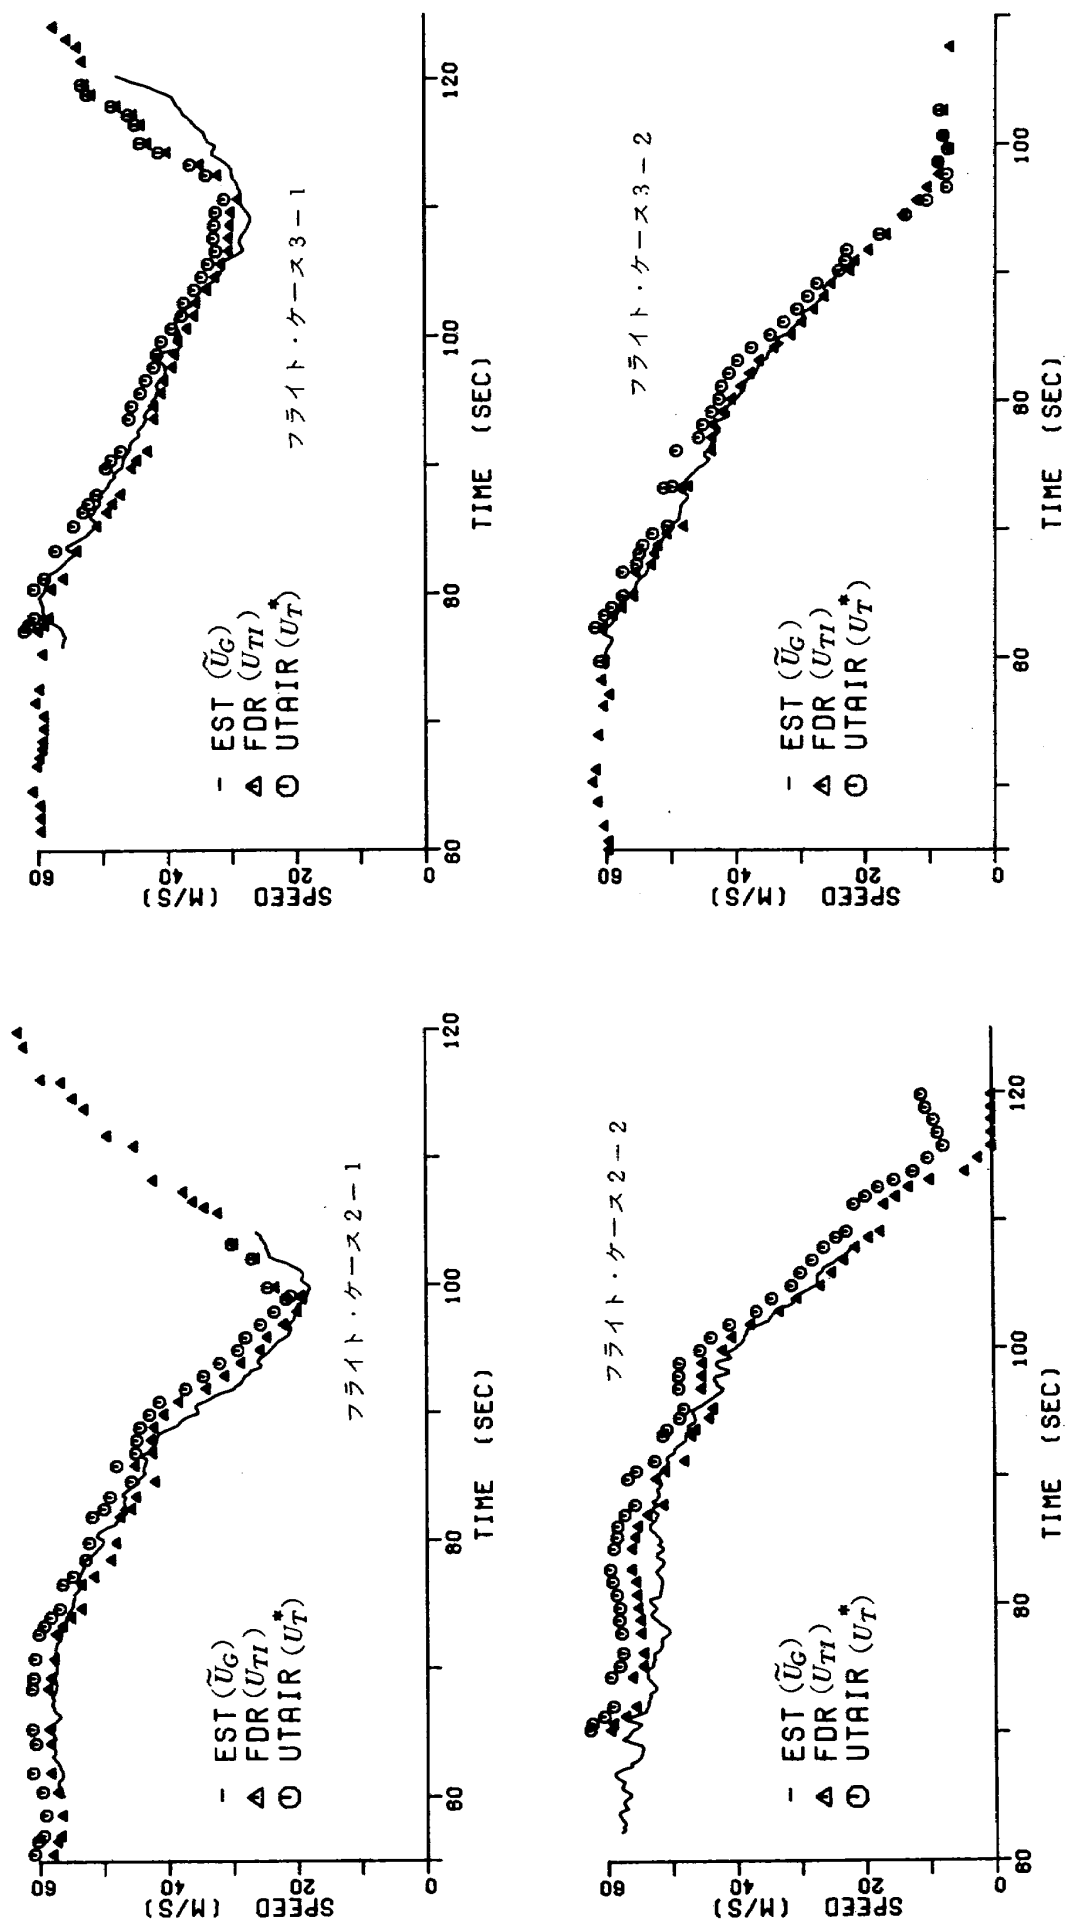 60
40
0
SPEED
(M/S)
60
80
100
120
TIME (SEC)
フライト・ケース2-1
- EST (Ũ_G)
▲ FDR (U_TI)
⊙ UTAIR (U_T^*)
60
40
0
SPEED
(M/S)
60
80
100
120
TIME (SEC)
フライト・ケース3-1
- EST (Ũ_G)
▲ FDR (U_TI)
⊙ UTAIR (U_T^*)
60
40
20
0
SPEED
(M/S)
60
80
100
120
TIME (SEC)
フライト・ケース2-2
- EST (Ũ_G)
▲ FDR (U_TI)
⊙ UTAIR (U_T^*)
60
40
20
0
SPEED
(M/S)
60
80
100
TIME (SEC)
フライト・ケース3-2
- EST (Ũ_G)
▲ FDR (U_TI)
⊙ UTAIR (U_T^*)